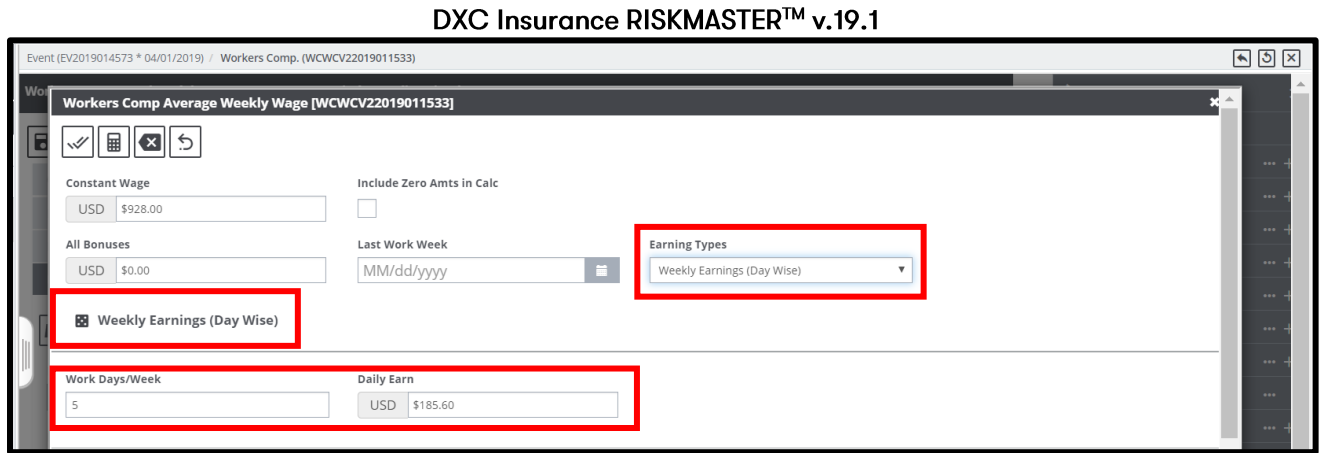 DXC Insurance RISKMASTER™ v.19.1
Event (EV2019014573 * 04/01/2019) / Workers Comp. (WCWCV22019011533)
Workers Comp Average Weekly Wage [WCWCV22019011533]
Constant Wage Include Zero Amts in Calc
USD $928.00
All Bonuses Last Work Week Earning Types
USD $0.00 MM/dd/yyyy Weekly Earnings (Day Wise)
Weekly Earnings (Day Wise)
Work Days/Week Daily Earn
5 USD $185.60